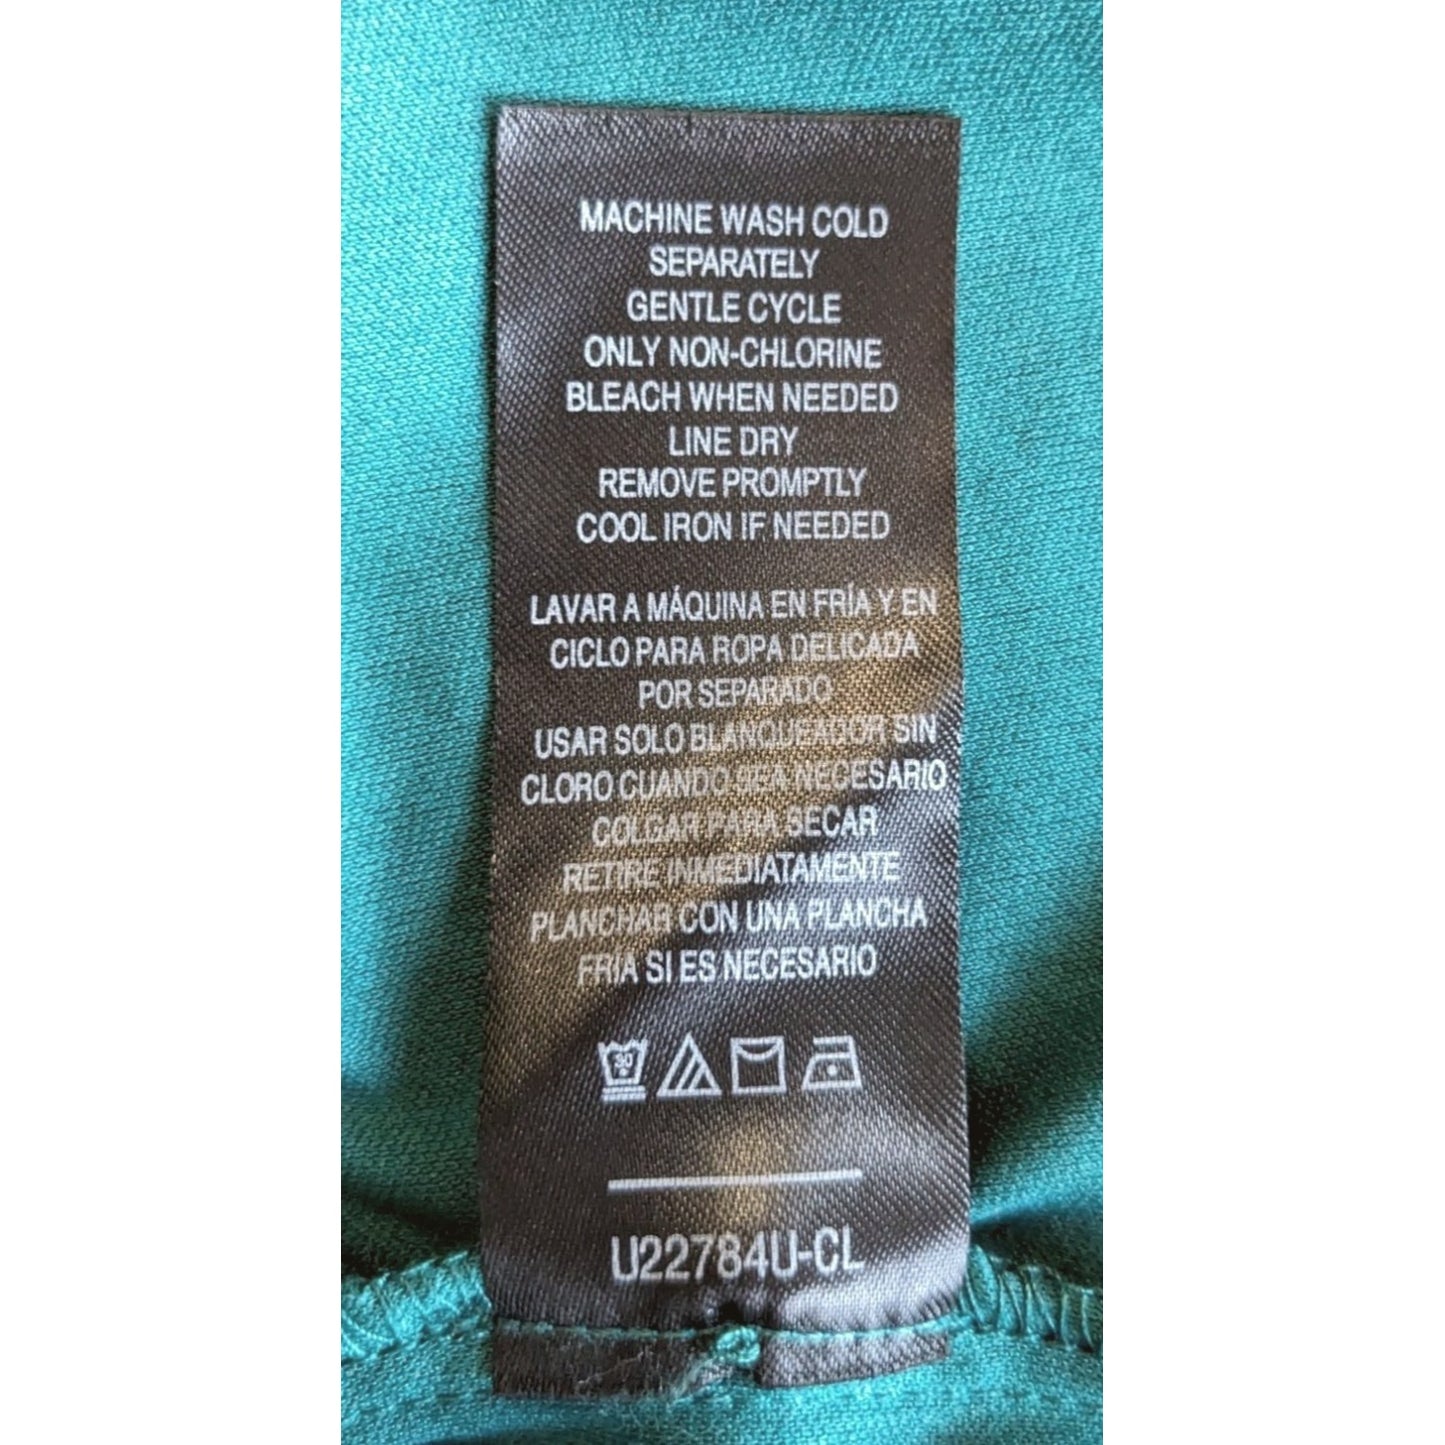 MACHINE WASH COLD
SEPARATELY
GENTLE CYCLE
ONLY NON-CHLORINE
BLEACH WHEN NEEDED
LINE DRY
REMOVE PROMPTLY
COOL IRON IF NEEDED
LAVAR A MÁQUINA EN FRÍA Y EN
CICLO PARA ROPA DELICADA
POR SEPARADO
USAR SOLO BLANQUEADOR SIN
CLORO CUANDO SEA NECESARIO
COLGAR PARA SECAR
RETIRE INMEDIATAMENTE
PLANCHAR CON UNA PLANCHA
FRÍA SI ES NECESARIO
30
U22784U-CL